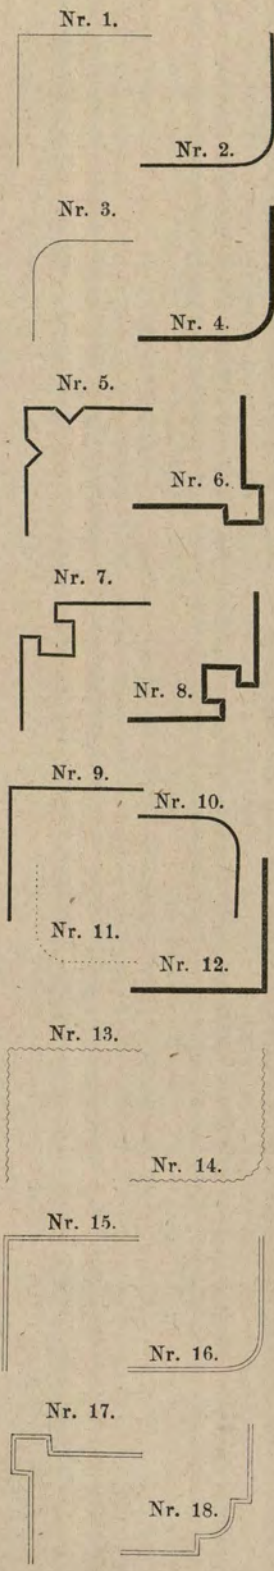 Nr. 1.
Nr. 2.
Nr. 3.
Nr. 4.
Nr. 5.
Nr. 6.
Nr. 7.
Nr. 8.
Nr. 9.
Nr. 10.
Nr. 11.
Nr. 12.
Nr. 13.
Nr. 14.
Nr. 15.
Nr. 16.
Nr. 17.
Nr. 18.